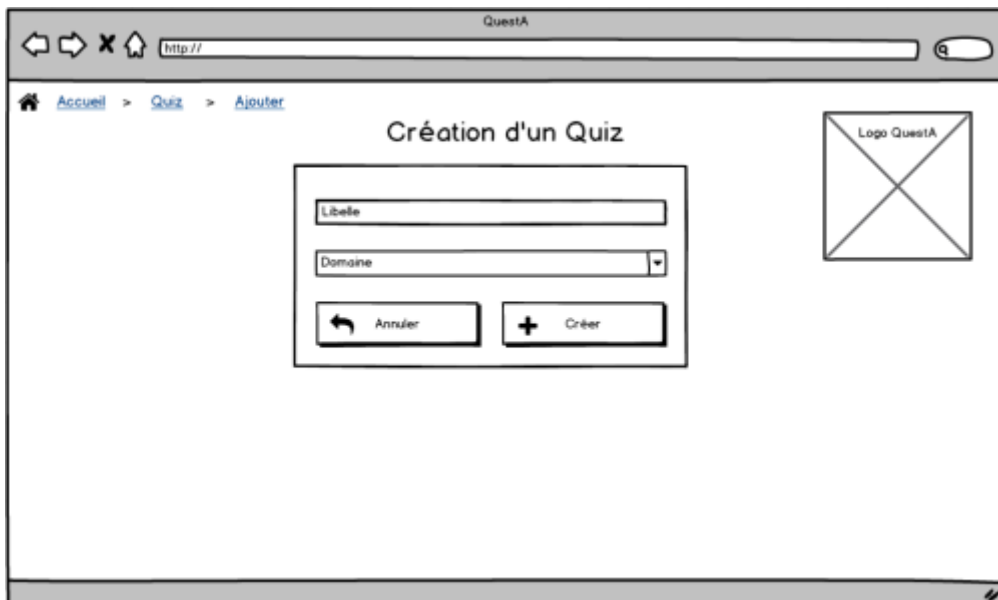 QuestA
http://
Accueil > Quiz > Ajouter
Création d'un Quiz
Logo QuestA
Libelle
Domaine
Annuler
Créer